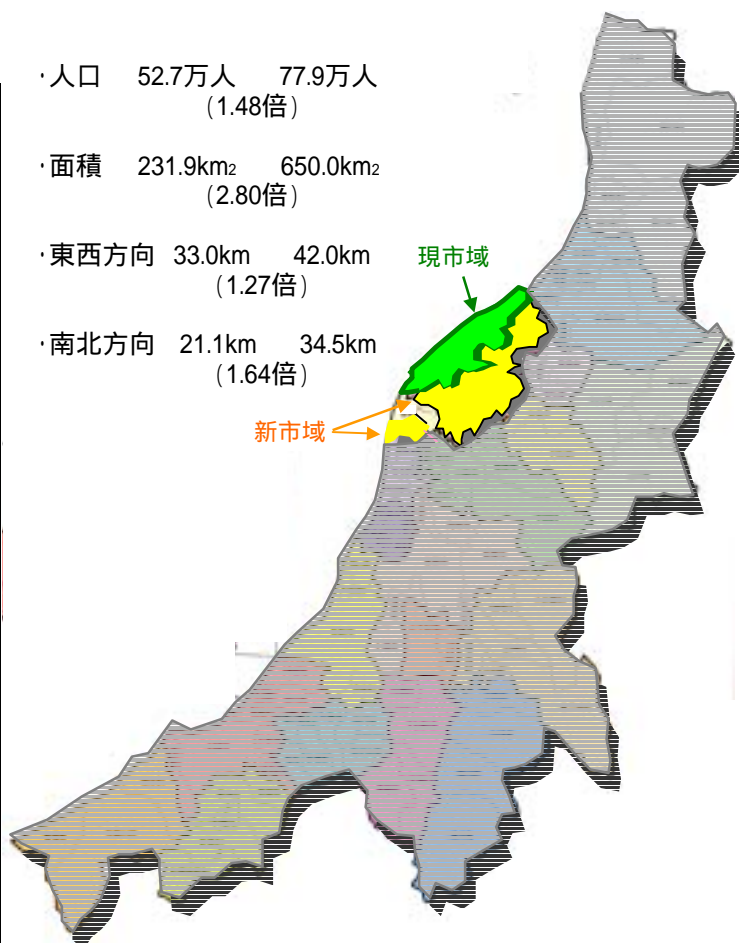 ·人口 52.7万人 77.9万人
(1.48倍)
·面積 231.9km2 650.0km2
(2.80倍)
·東西方向 33.0km 42.0km
(1.27倍)
現市域
·南北方向 21.1km 34.5km
(1.64倍)
新市域